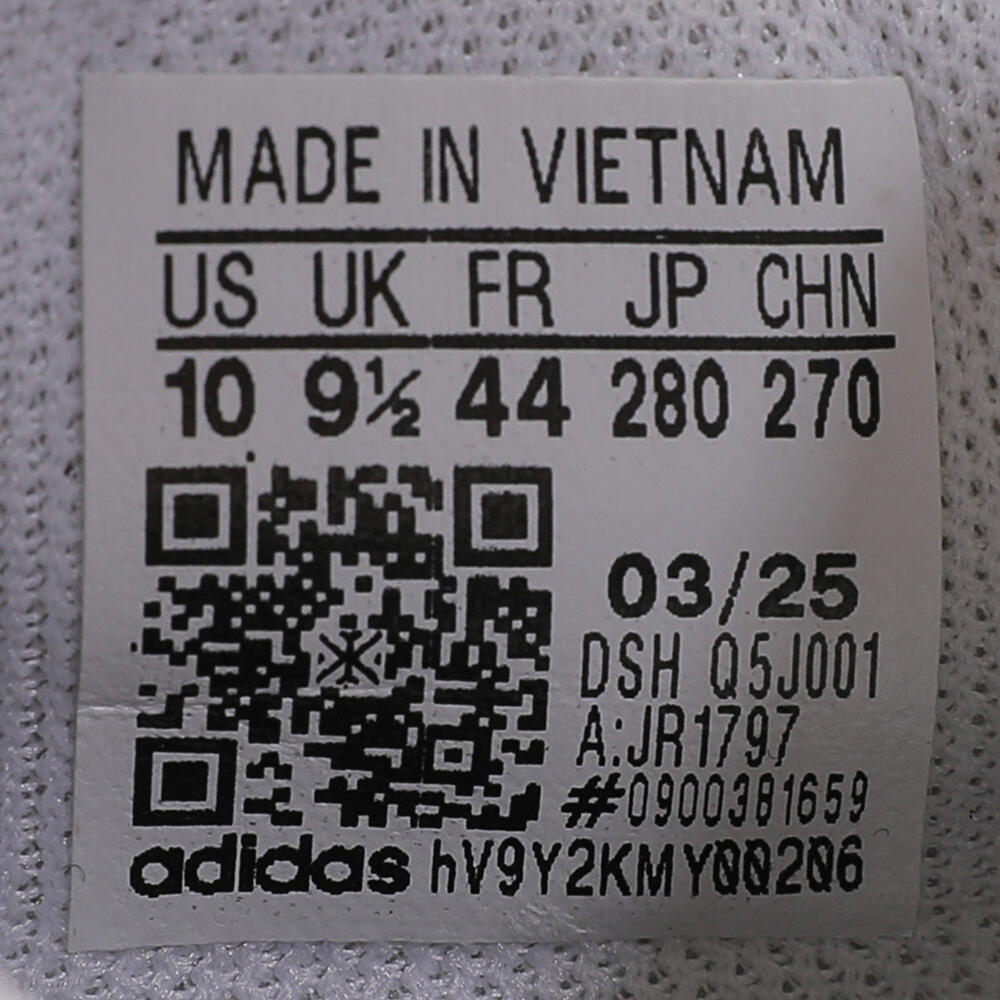 MADE IN VIETNAM
US UK FR JP CHN
10 9½ 44 280 270
03/25
DSH Q5J001
A:JR1797
#0900381659
adidas hV9Y2KMY00206